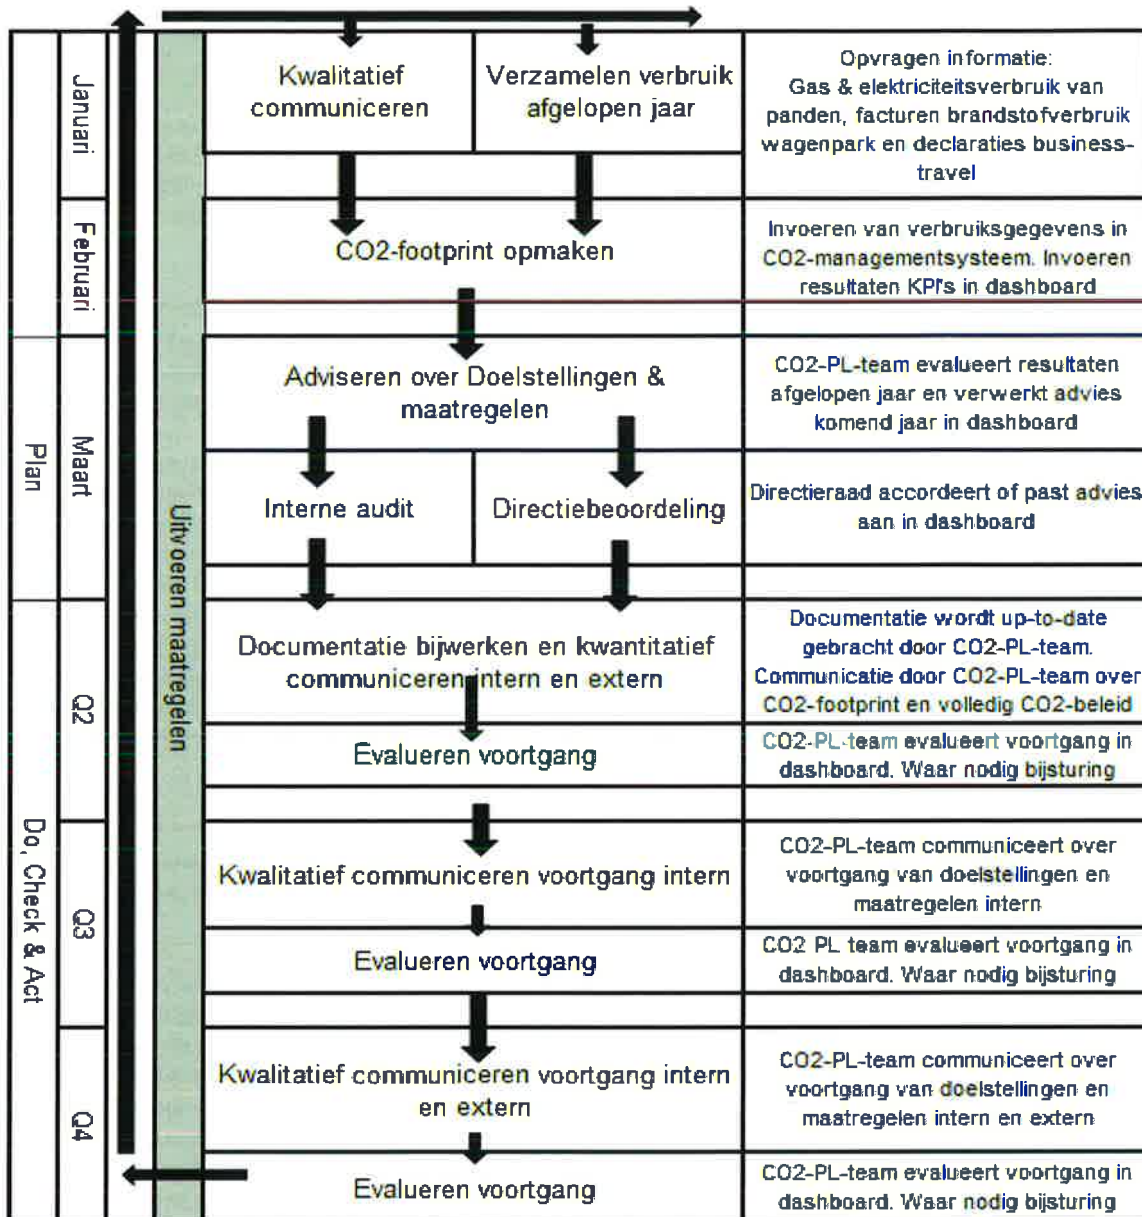 Januari
Kwalitatief
communiceren
Verzamelen verbruik
afgelopen jaar
Opvragen informatie:
Gas & elektriciteitsverbruik van
panden, facturen brandstofverbruik
wagenpark en declaraties business-
travel
Februari
CO2-footprint opmaken
Invoeren van verbruiksgegevens in
CO2-managementsysteem. Invoeren
resultaten KPI's in dashboard
Plan
Maart
Adviseren over Doelstellingen &
maatregelen
CO2-PL-team evalueert resultaten
afgelopen jaar en verwerkt advies
komend jaar in dashboard
Interne audit
Directiebeoordeling
Directieraad accordeert of past advies
aan in dashboard
Uitvoeren maatregelen
Do, Check & Act
Q2
Documentatie bijwerken en kwantitatief
communiceren intern en extern
Documentatie wordt up-to-date
gebracht door CO2-PL-team.
Communicatie door CO2-PL-team over
CO2-footprint en volledig CO2-beleid
Evalueren voortgang
CO2-PL-team evalueert voortgang in
dashboard. Waar nodig bijsturing
Q3
Kwalitatief communiceren voortgang intern
CO2-PL-team communiceert over
voortgang van doelstellingen en
maatregelen intern
Evalueren voortgang
CO2 PL team evalueert voortgang in
dashboard. Waar nodig bijsturing
Q4
Kwalitatief communiceren voortgang intern
en extern
CO2-PL-team communiceert over
voortgang van doelstellingen en
maatregelen intern en extern
Evalueren voortgang
CO2-PL-team evalueert voortgang in
dashboard. Waar nodig bijsturing